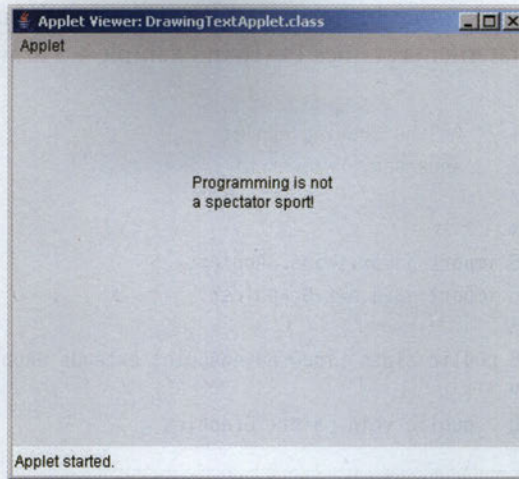 Applet Viewer: DrawingTextApplet.class
Applet
Programming is not
a spectator sport!
Applet started.